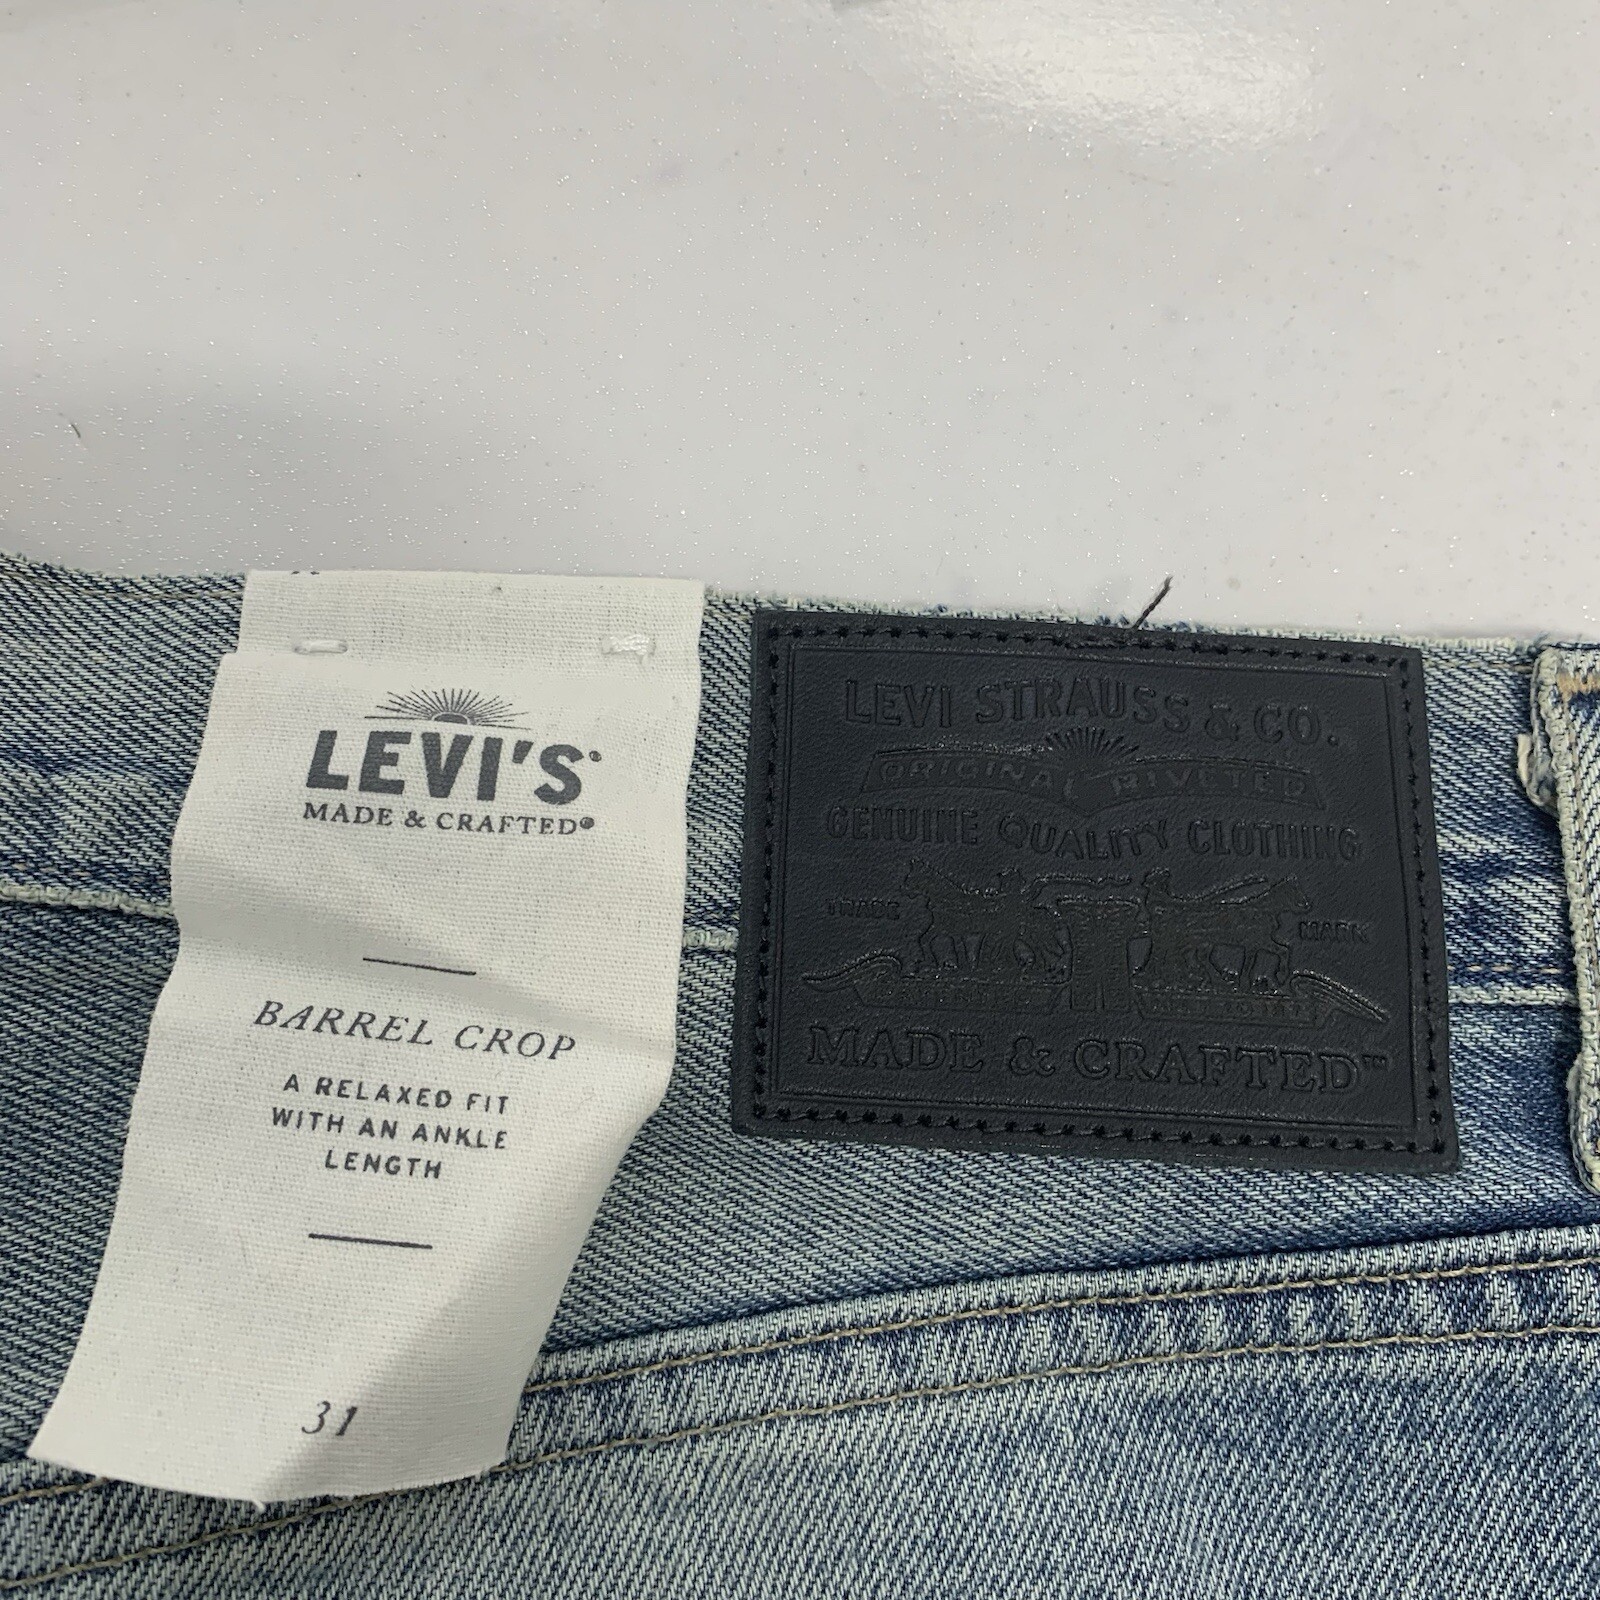 LEVI'S®
MADE & CRAFTED®
BARREL CROP
A RELAXED FIT
WITH AN ANKLE
LENGTH
31
LEVI STRAUSS & CO.
ORIGINAL RIVETED
GENUINE QUALITY CLOTHING
TRADE MARK
MADE & CRAFTED™